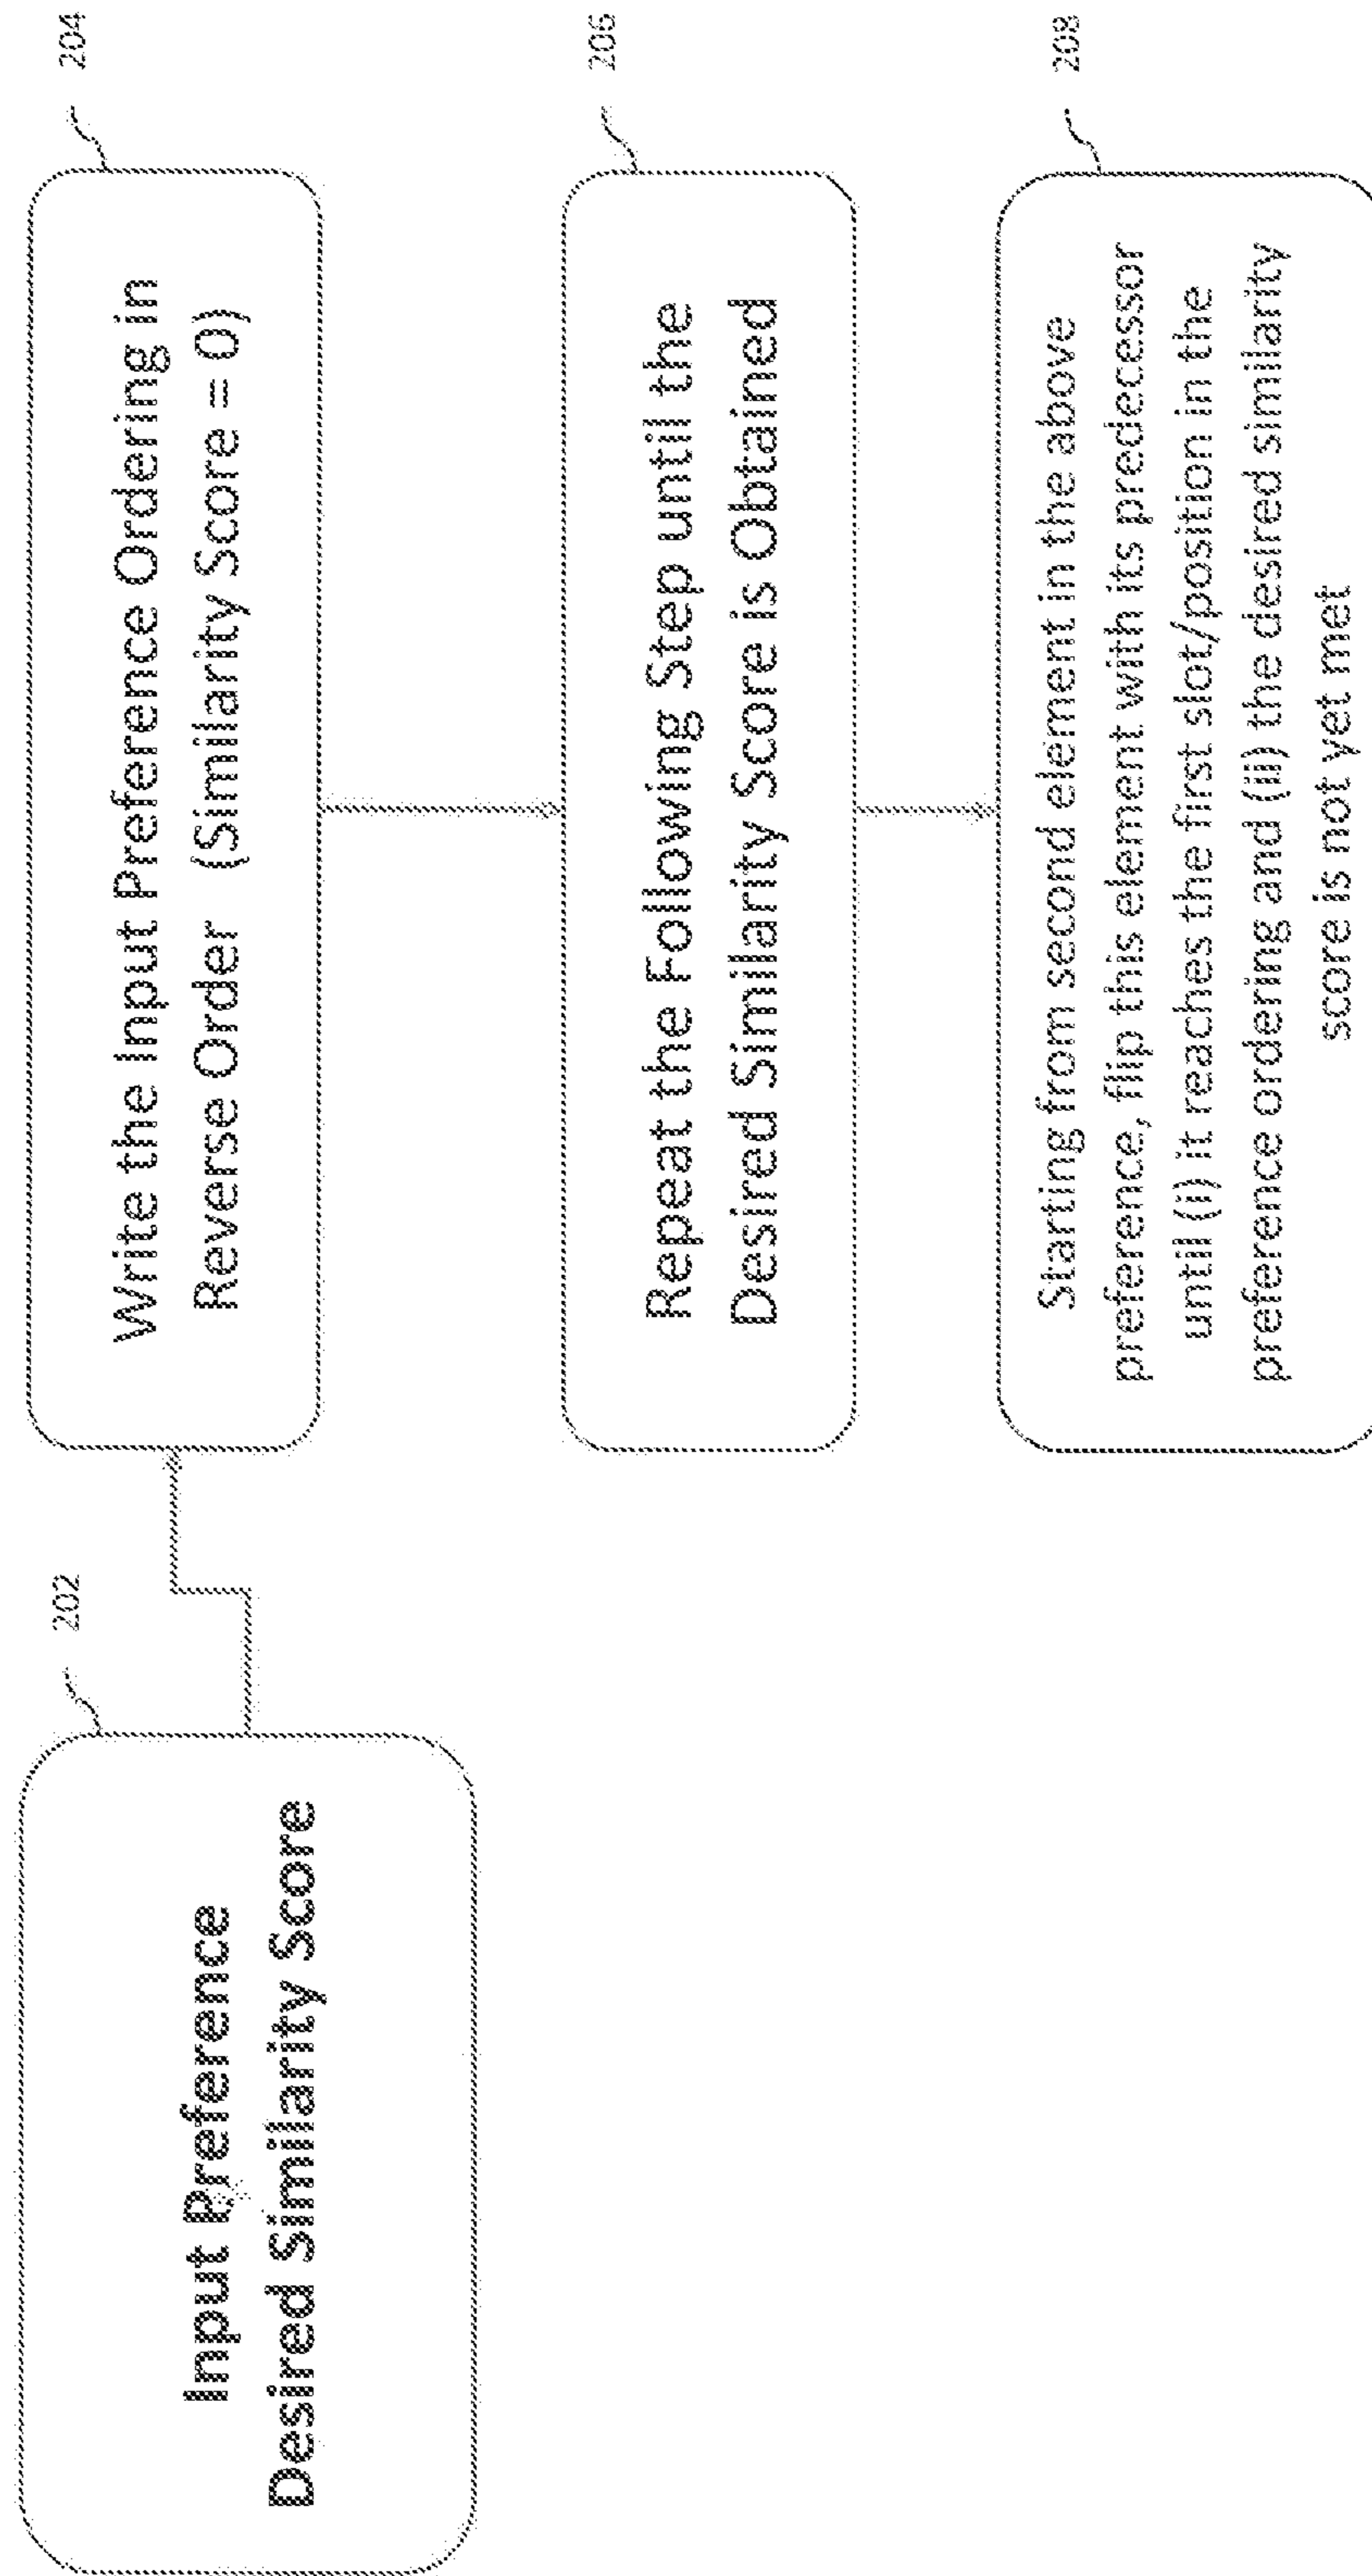 202
Input Preference
Desired Similarity Score
204
Write the Input Preference Ordering in
Reverse Order (Similarity Score = 0)
206
Repeat the Following Step until the
Desired Similarity Score is Obtained
208
Starting from second element in the above
preference, flip this element with its predecessor
until (i) it reaches the first slot/position in the
preference ordering and (ii) the desired similarity
score is not yet met